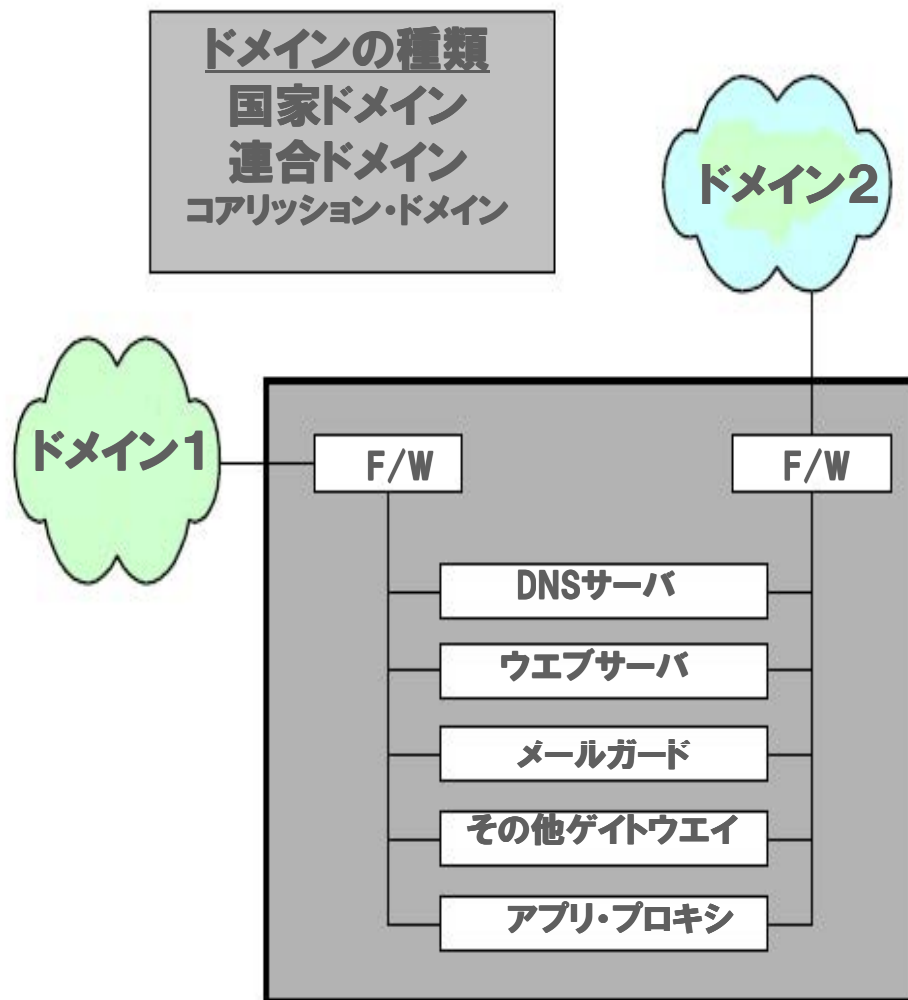 ドメインの種類
国家ドメイン
連合ドメイン
コアリッション・ドメイン
ドメイン2
ドメイン1
F/W
F/W
DNSサーバ
ウエブサーバ
メールガード
その他ゲイトウエイ
アプリ・プロキシ